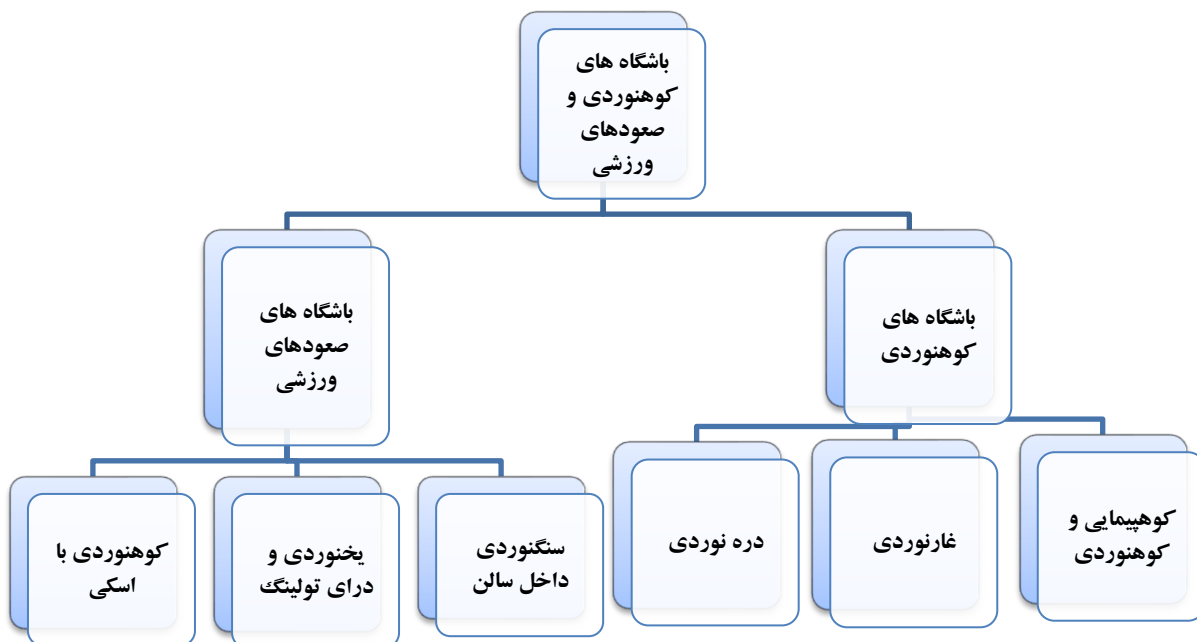 باشگاه های
کوهنوردی و
صعودهای
ورزشی
باشگاه های
کوهنوردی
باشگاه های
صعودهای
ورزشی
کوهپیمایی و
کوهنوردی
غارنوردی
دره نوردی
سنگنوردی
داخل سالن
یخنوردی و
درای تولینگ
کوهنوردی با
اسکی